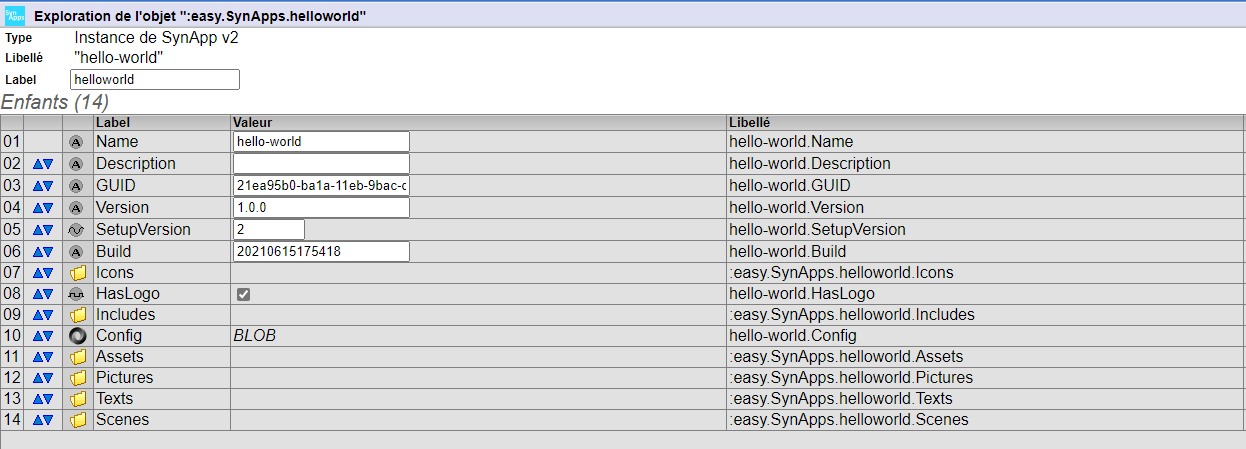 Syn Apps Exploration de l'objet ":easy.SynApps.helloworld"
Type Instance de SynApp v2
Libellé "hello-world"
Label helloworld
Enfants (14)
Label Valeur Libellé
01 A Name hello-world hello-world.Name
02 A Description hello-world.Description
03 A GUID 21ea95b0-ba1a-11eb-9bac-c hello-world.GUID
04 A Version 1.0.0 hello-world.Version
05 SetupVersion 2 hello-world.SetupVersion
06 A Build 20210615175418 hello-world.Build
07 Icons :easy.SynApps.helloworld.Icons
08 HasLogo hello-world.HasLogo
09 Includes :easy.SynApps.helloworld.Includes
10 Config BLOB hello-world.Config
11 Assets :easy.SynApps.helloworld.Assets
12 Pictures :easy.SynApps.helloworld.Pictures
13 Texts :easy.SynApps.helloworld.Texts
14 Scenes :easy.SynApps.helloworld.Scenes